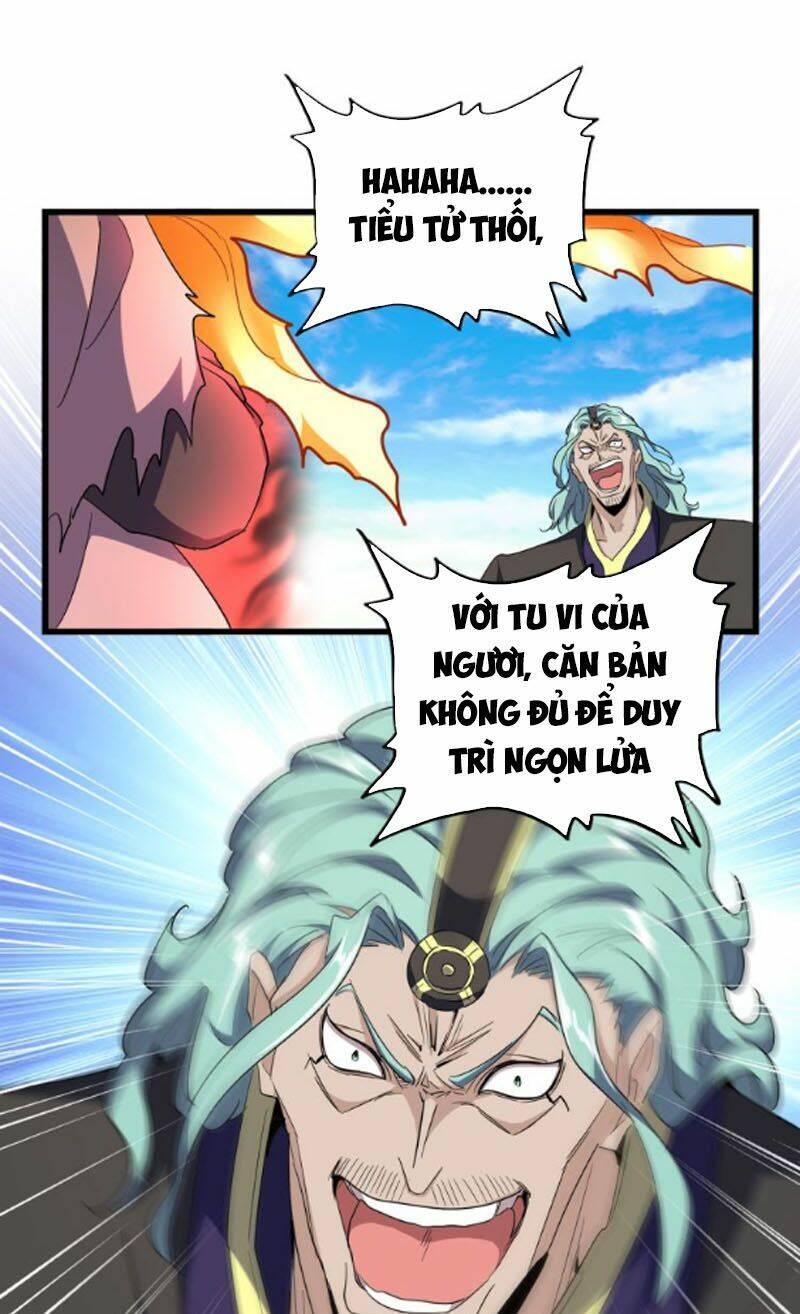 HAHAHA......
TIỂU TỬ THỐI,
VỚI TU VI CỦA
NGƯƠI, CĂN BẢN
KHÔNG ĐỦ ĐỂ DUY
TRÌ NGỌN LỬA